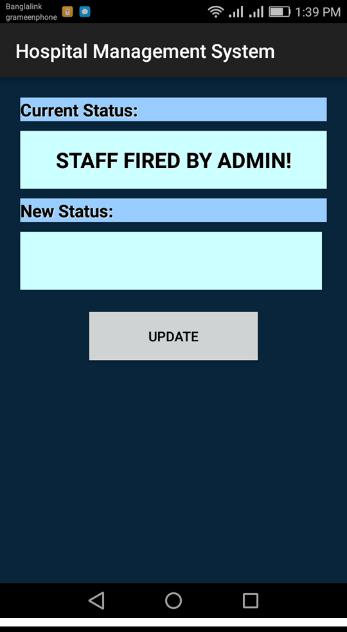 Banglalink
grameenphone
1:39 PM
Hospital Management System
Current Status:
STAFF FIRED BY ADMIN!
New Status:
UPDATE